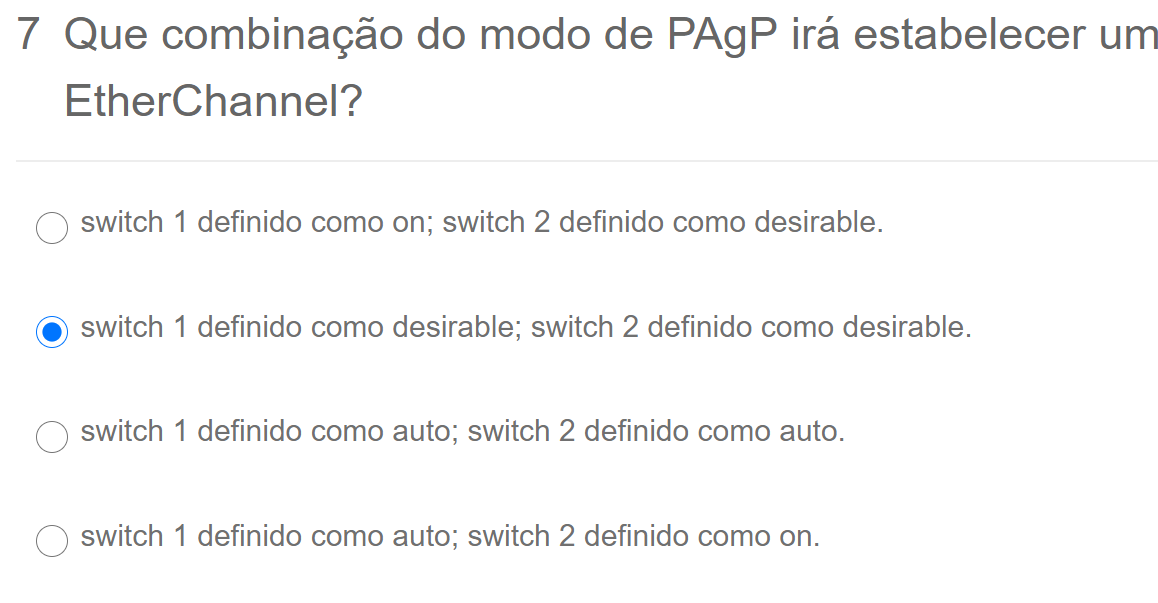 7 Que combinação do modo de PAgP irá estabelecer um
EtherChannel?
switch 1 definido como on; switch 2 definido como desirable.
switch 1 definido como desirable; switch 2 definido como desirable.
switch 1 definido como auto; switch 2 definido como auto.
switch 1 definido como auto; switch 2 definido como on.